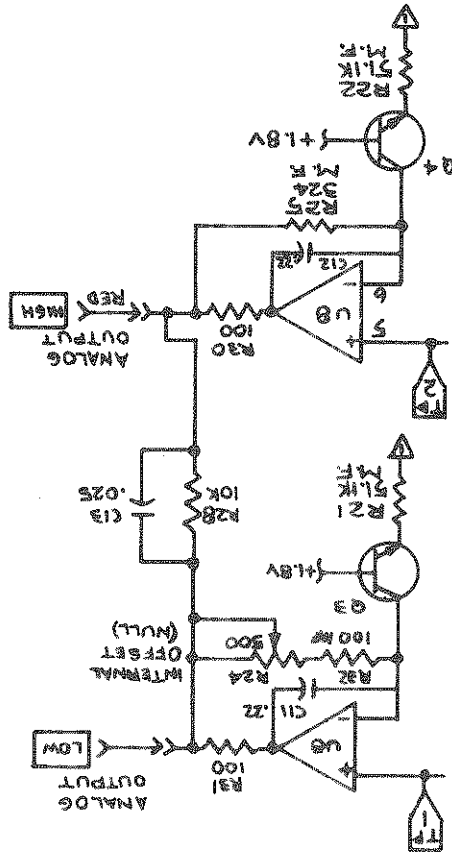 TP
1
+
-
U8
R31
100
ANALOG
OUTPUT
LOW
C11
.22
R32
100 MF
R24
500
INTERNAL
OFFSET
(NULL)
Q3
+1.8V
R21
51.1K
M.F.
R28
10K
C13
.025
TP
2
5
+
6
-
U8
R30
100
ANALOG
OUTPUT
HIGH
RED
C12
.22
R25
324
M.F.
Q4
+1.8V
R22
51.1K
M.F.